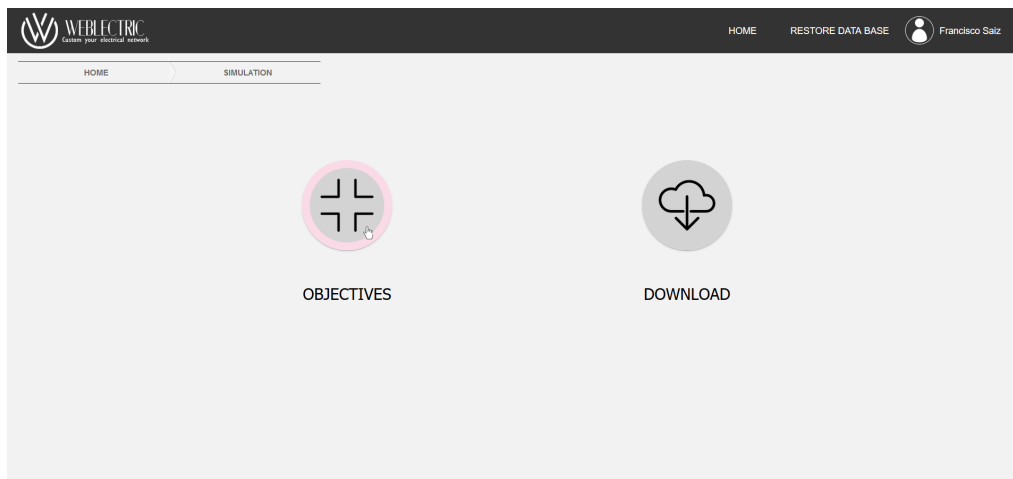 WEBLECTRIC
Custom your electrical network
HOME
RESTORE DATA BASE
Francisco Saiz
HOME
SIMULATION
OBJECTIVES
DOWNLOAD